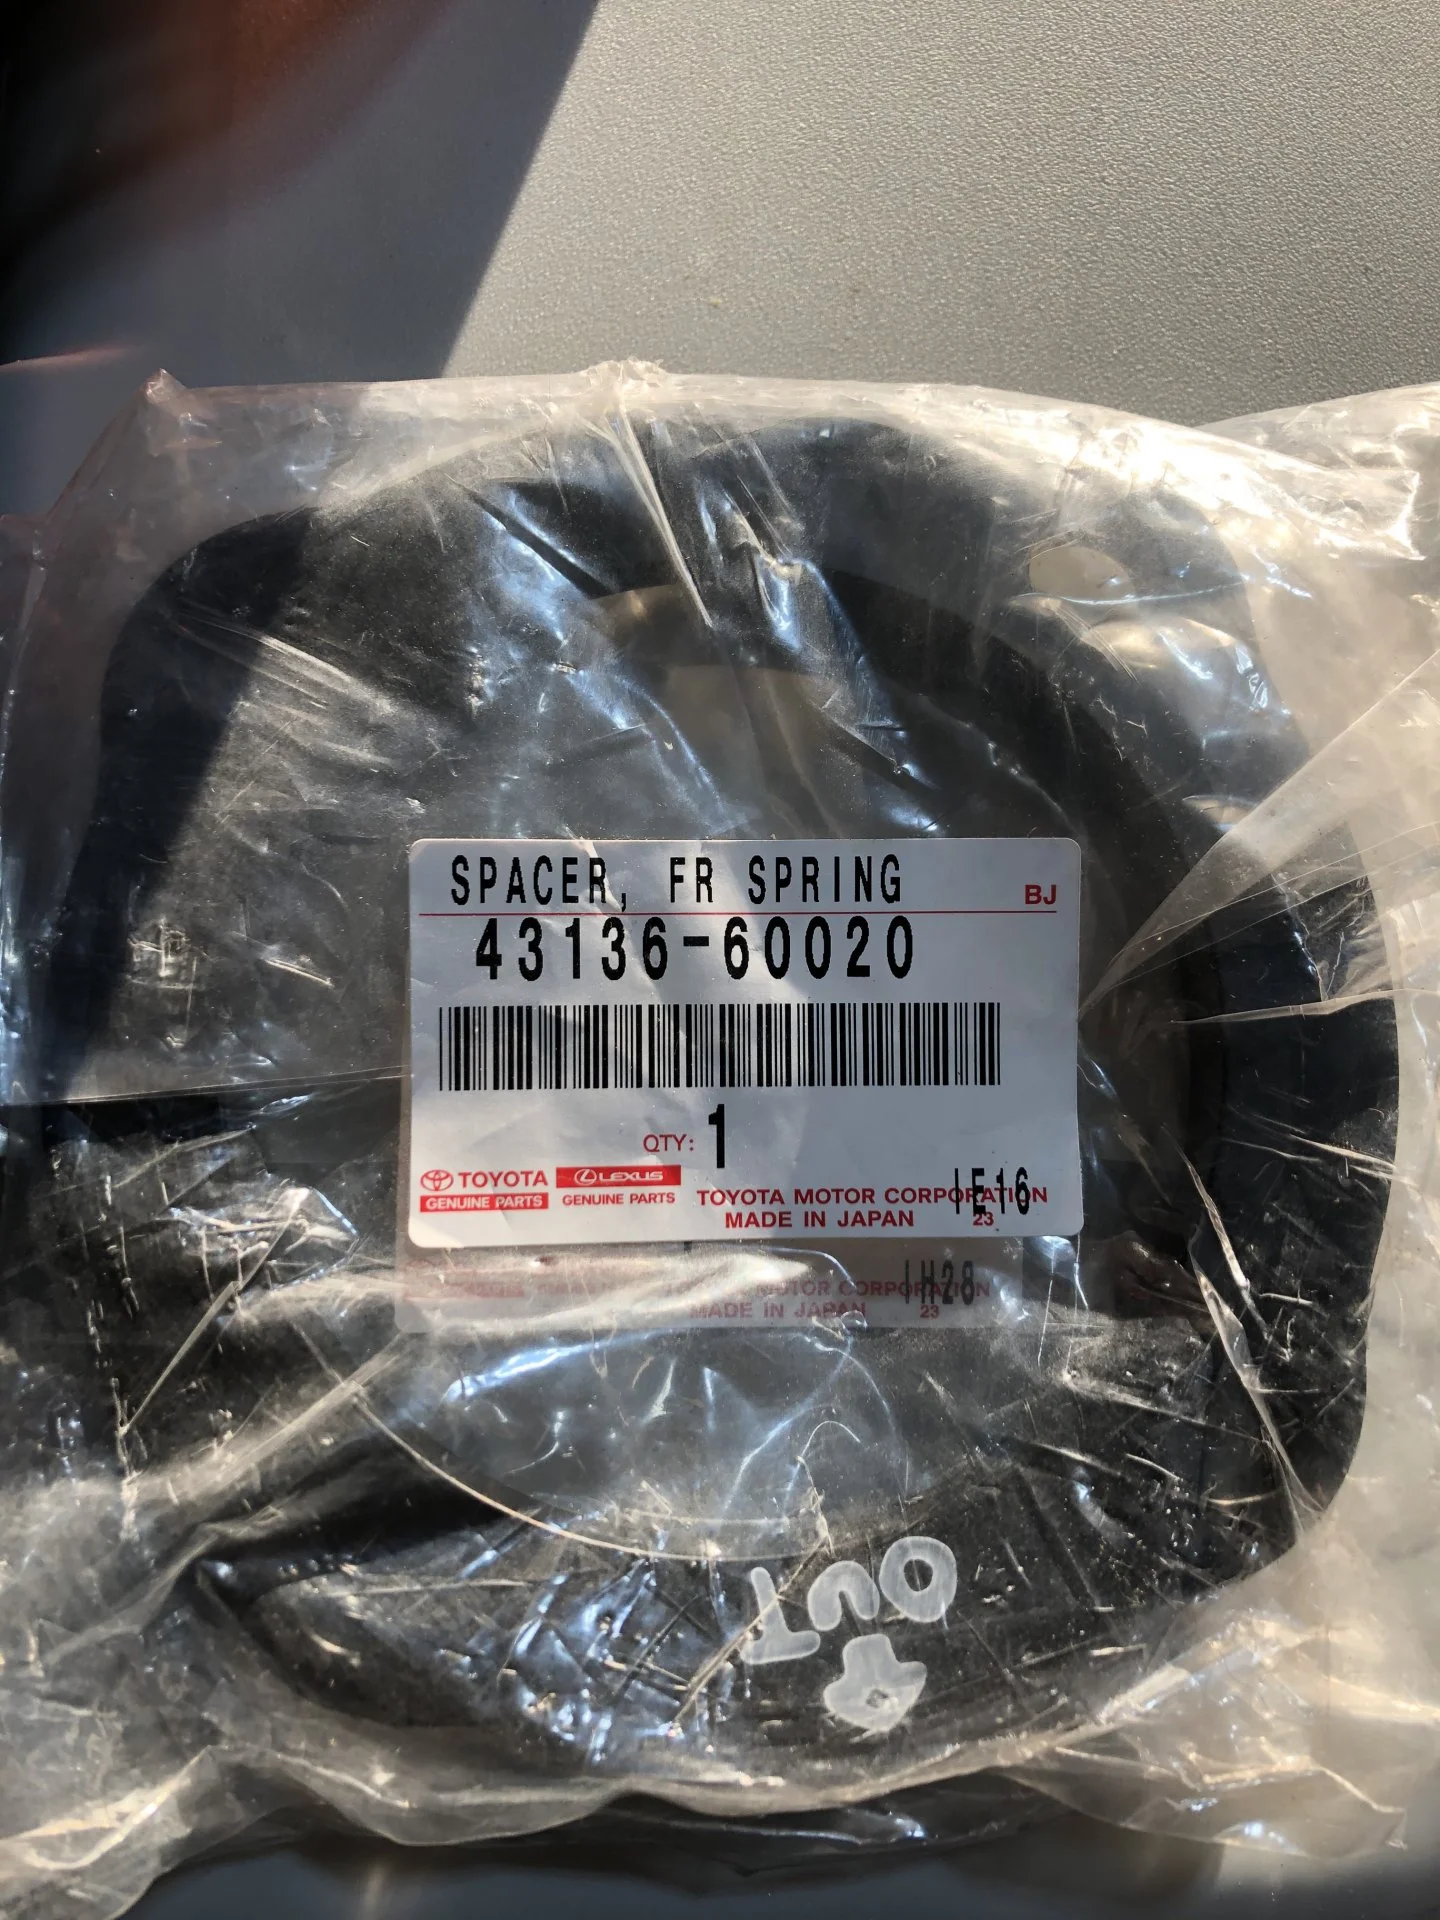 SPACER, FR SPRING
BJ
43136-60020
QTY: 1
TOYOTA
GENUINE PARTS
LEXUS
GENUINE PARTS
TOYOTA MOTOR CORPORATION
IE16
MADE IN JAPAN
23
MOTOR CORPORATION
IH28
MADE IN JAPAN
23
OUT